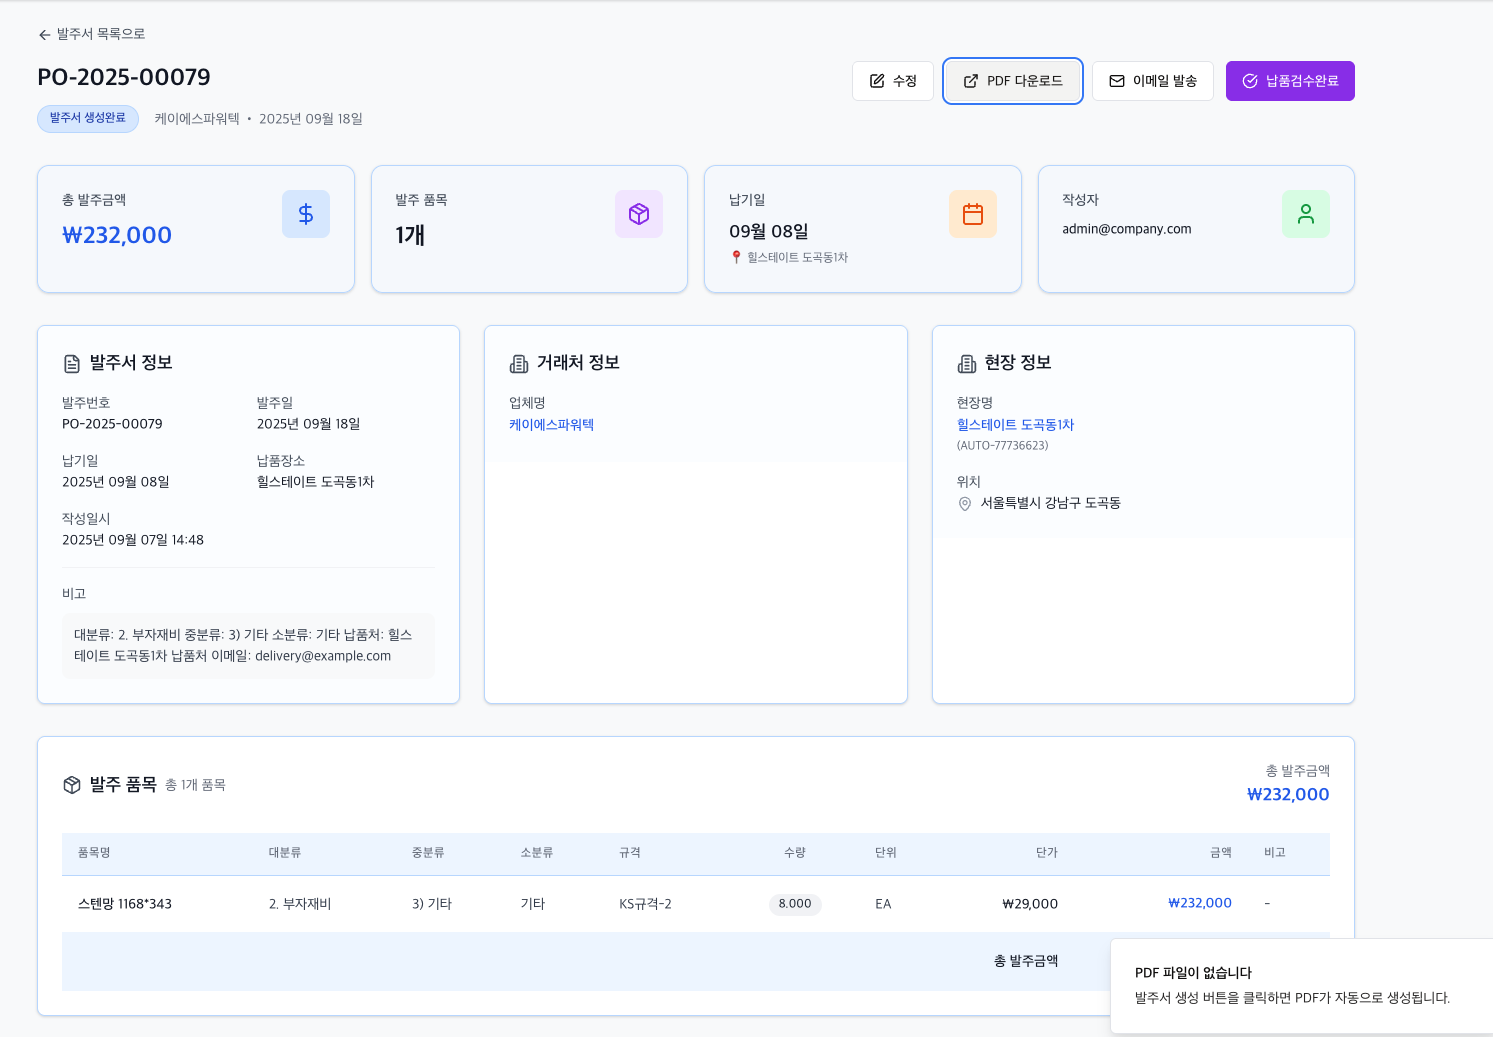 발주서 목록으로
PO-2025-00079
수정
PDF 다운로드
이메일 발송
납품검수완료
발주서 생성완료
케이에스파워텍 • 2025년 09월 18일
총 발주금액
₩232,000
발주 품목
1개
납기일
09월 08일
힐스테이트 도곡동1차
작성자
admin@company.com
발주서 정보
발주번호
PO-2025-00079
발주일
2025년 09월 18일
납기일
2025년 09월 08일
납품장소
힐스테이트 도곡동1차
작성일시
2025년 09월 07일 14:48
비고
대분류: 2. 부자재비 중분류: 3) 기타 소분류: 기타 납품처: 힐스
테이트 도곡동1차 납품처 이메일: delivery@example.com
거래처 정보
업체명
케이에스파워텍
현장 정보
현장명
힐스테이트 도곡동1차
(AUTO-77736623)
위치
서울특별시 강남구 도곡동
발주 품목 총 1개 품목
총 발주금액
₩232,000
품목명 대분류 중분류 소분류 규격 수량 단위 단가 금액 비고
스텐망 1168*343 2. 부자재비 3) 기타 기타 KS규격-2 8.000 EA ₩29,000 ₩232,000 -
총 발주금액
PDF 파일이 없습니다
발주서 생성 버튼을 클릭하면 PDF가 자동으로 생성됩니다.